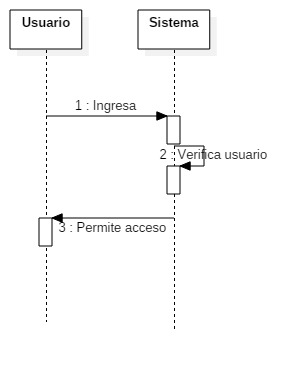 Usuario
Sistema
1 : Ingresa
2 : Verifica usuario
3 : Permite acceso